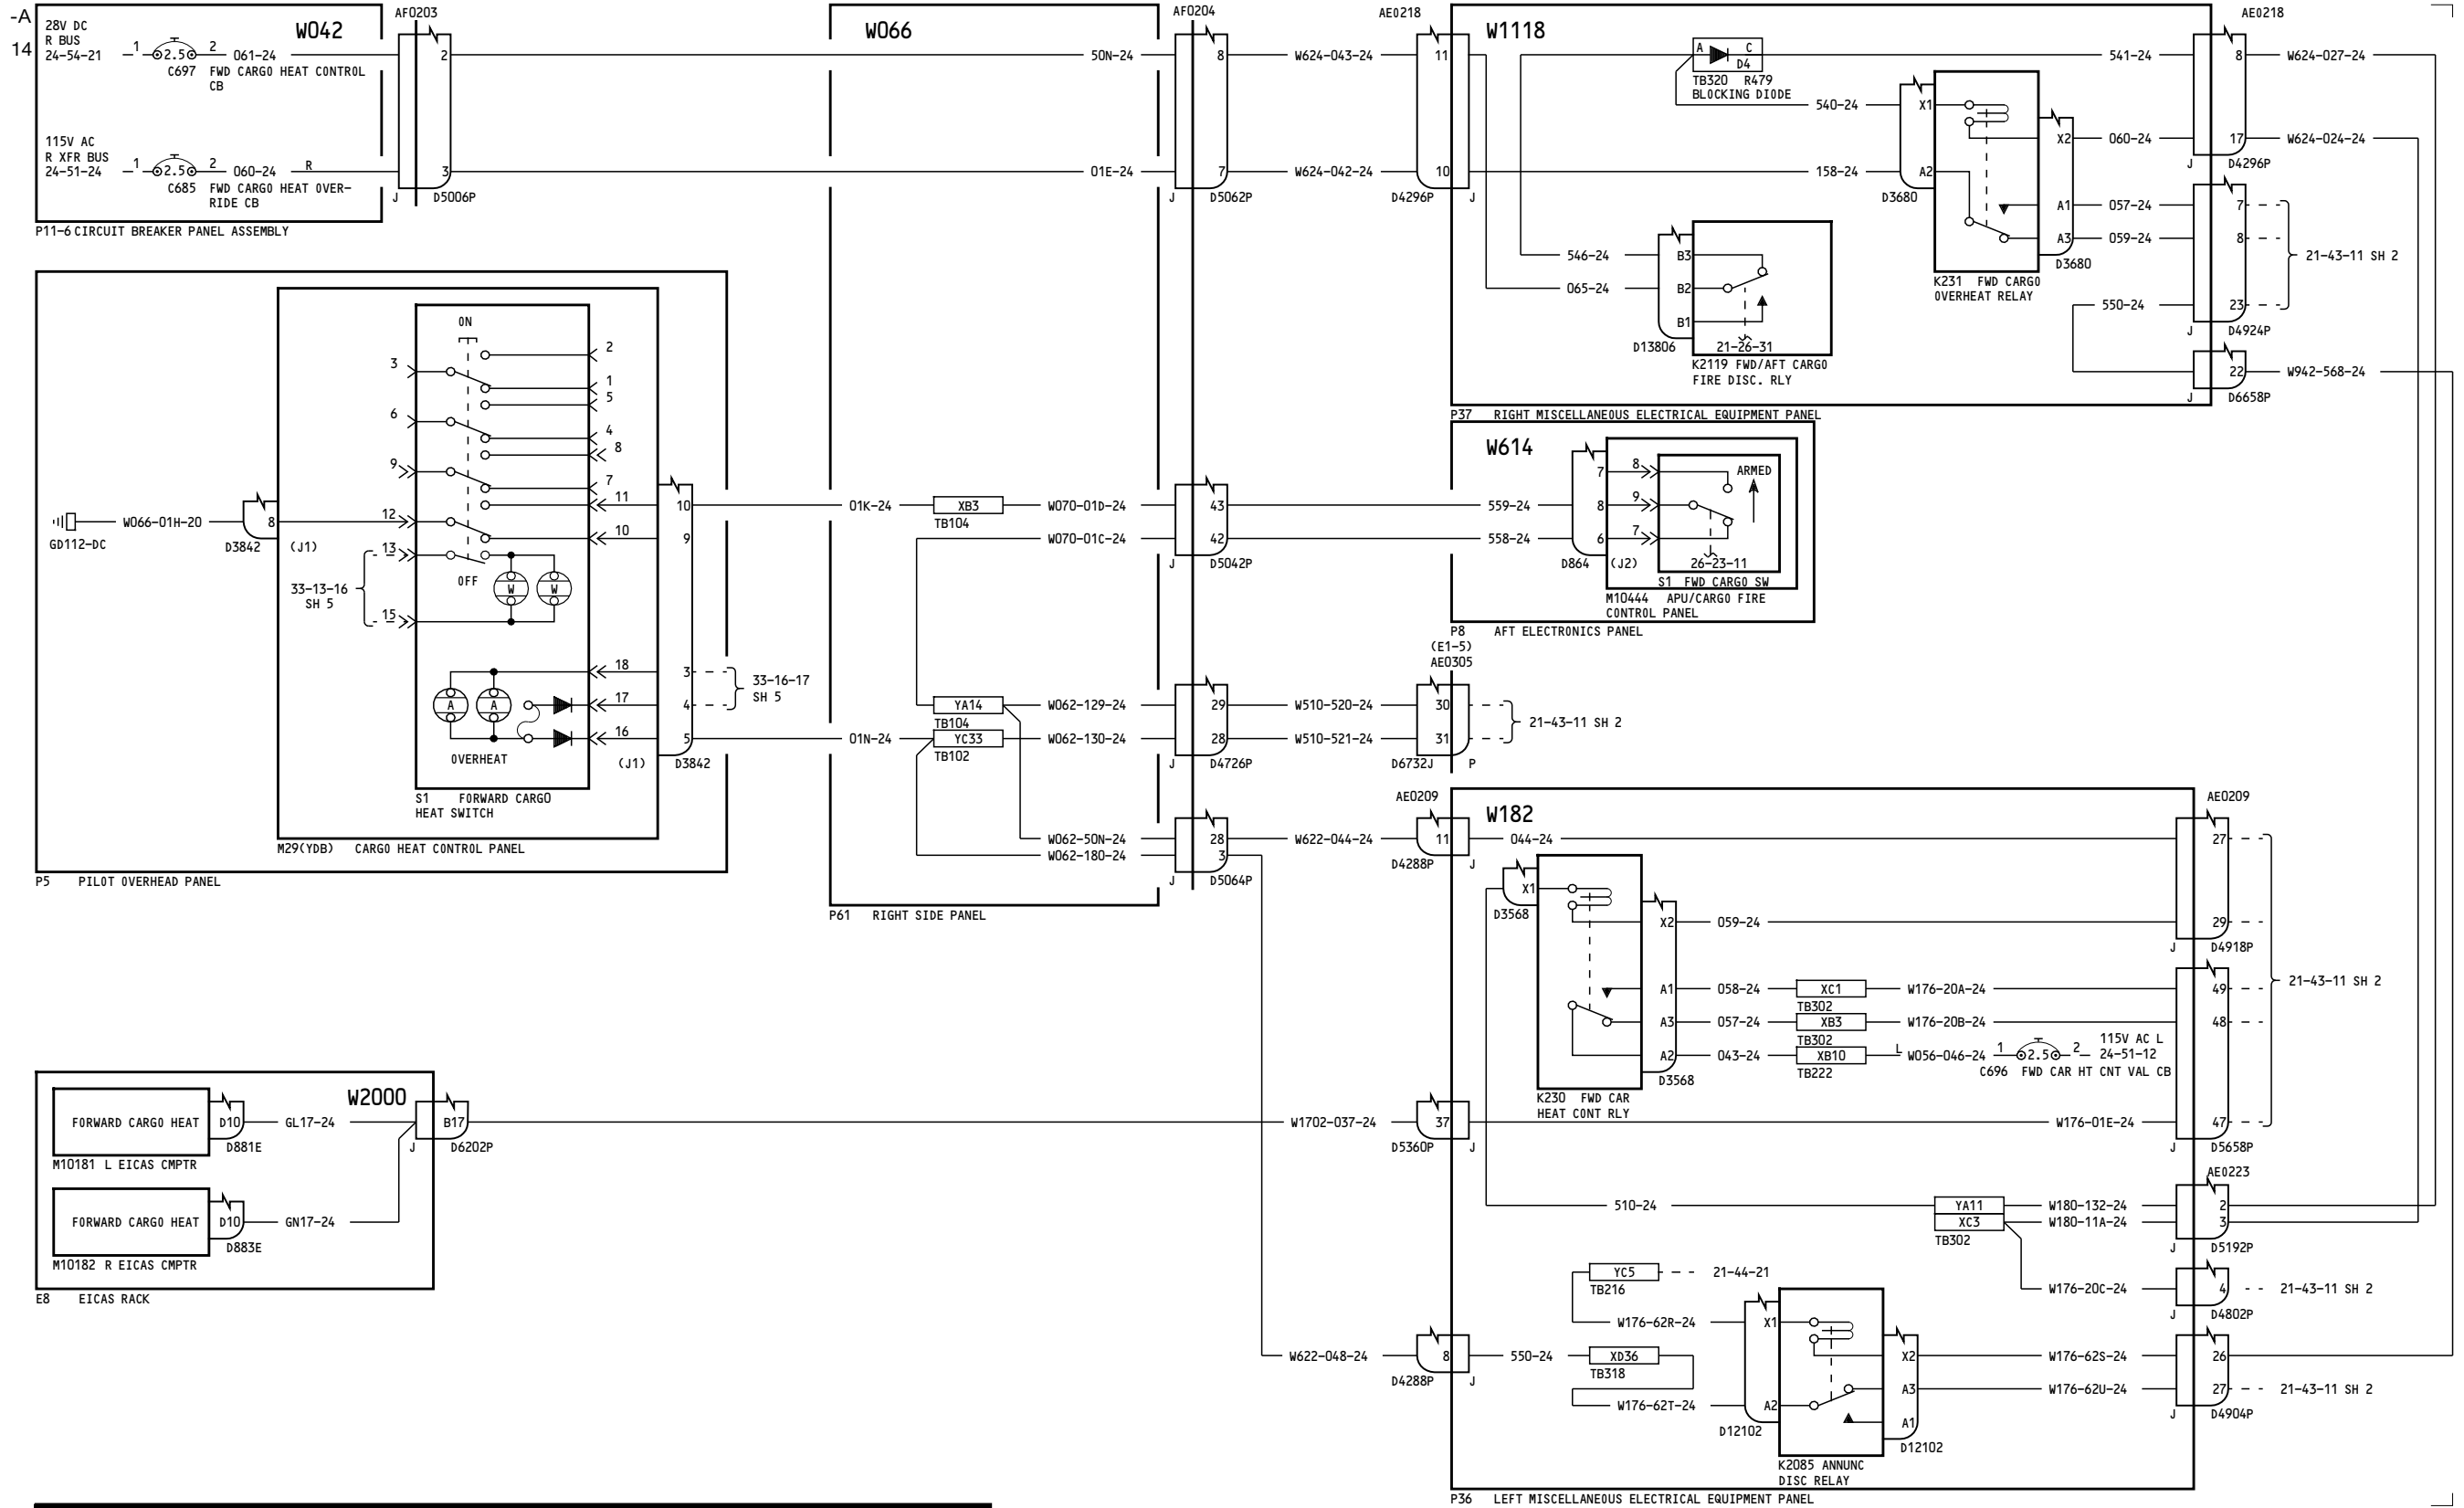 -A
14
28V DC
R BUS
24-54-21
1
2.5
2
061-24
C697 FWD CARGO HEAT CONTROL
CB
W042
AF0203
2
115V AC
R XFR BUS
24-51-24
1
2.5
2
060-24
R
C685 FWD CARGO HEAT OVER-
RIDE CB
3
J
D5006P
P11-6 CIRCUIT BREAKER PANEL ASSEMBLY
W066
50N-24
01E-24
AF0204
8
7
J
D5062P
W624-043-24
W624-042-24
AE0218
11
10
D4296P
J
W1118
A
C
D4
TB320 R479
BLOCKING DIODE
541-24
540-24
X1
158-24
A2
D3680
X2
060-24
A1
057-24
A3
059-24
D3680
K231 FWD CARGO
OVERHEAT RELAY
546-24
B3
065-24
B2
B1
D13806
21-26-31
K2119 FWD/AFT CARGO
FIRE DISC. RLY
AE0218
8
W624-027-24
17
W624-024-24
J
D4296P
7
8
21-43-11 SH 2
550-24
23
J
D4924P
22
W942-568-24
J
D6658P
P37 RIGHT MISCELLANEOUS ELECTRICAL EQUIPMENT PANEL
ON
3
2
1
5
6
4
8
9
7
11
12
10
13
OFF
W
W
33-13-16
SH 5
15
GD112-DC
W066-01H-20
8
D3842
(J1)
10
9
18
3
17
4
16
5
33-16-17
SH 5
A
A
OVERHEAT
(J1)
D3842
S1 FORWARD CARGO
HEAT SWITCH
M29(YDB) CARGO HEAT CONTROL PANEL
P5 PILOT OVERHEAD PANEL
01K-24
XB3
TB104
W070-01D-24
W070-01C-24
43
42
J
D5042P
YA14
TB104
W062-129-24
29
01N-24
YC33
TB102
W062-130-24
28
J
D4726P
W062-50N-24
28
W062-180-24
3
J
D5064P
P61 RIGHT SIDE PANEL
W614
559-24
558-24
7
8
6
D864
(J2)
8
9
7
ARMED
26-23-11
S1 FWD CARGO SW
M10444 APU/CARGO FIRE
CONTROL PANEL
P8 AFT ELECTRONICS PANEL
(E1-5)
AE0305
W510-520-24
30
W510-521-24
31
D6732J
P
21-43-11 SH 2
AE0209
W622-044-24
11
D4288P
J
W182
044-24
X1
D3568
X2
059-24
A1
058-24
XC1
TB302
W176-20A-24
A3
057-24
XB3
TB302
W176-20B-24
A2
043-24
XB10
TB222
L
W056-046-24
1
2.5
2
115V AC L
24-51-12
C696 FWD CAR HT CNT VAL CB
D3568
K230 FWD CAR
HEAT CONT RLY
AE0209
27
29
J
D4918P
49
48
21-43-11 SH 2
47
J
D5658P
W2000
FORWARD CARGO HEAT
D10
GL17-24
D881E
M10181 L EICAS CMPTR
B17
J
D6202P
FORWARD CARGO HEAT
D10
GN17-24
D883E
M10182 R EICAS CMPTR
E8 EICAS RACK
W1702-037-24
37
D5360P
J
W176-01E-24
AE0223
510-24
YA11
W180-132-24
2
XC3
W180-11A-24
3
TB302
J
D5192P
YC5
21-44-21
TB216
W176-20C-24
4
21-43-11 SH 2
J
D4802P
W176-62R-24
X1
W622-048-24
8
D4288P
J
550-24
XD36
TB318
W176-62T-24
A2
D12102
X2
W176-62S-24
26
A3
W176-62U-24
27
21-43-11 SH 2
A1
D12102
J
D4904P
K2085 ANNUNC
DISC RELAY
P36 LEFT MISCELLANEOUS ELECTRICAL EQUIPMENT PANEL